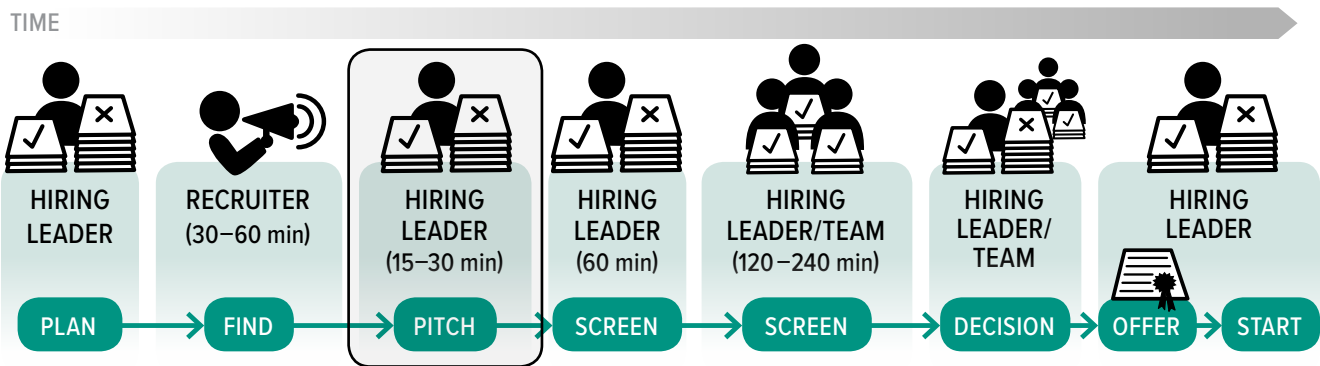 TIME
HIRING
LEADER
PLAN
RECRUITER
(30–60 min)
FIND
HIRING
LEADER
(15–30 min)
PITCH
HIRING
LEADER
(60 min)
SCREEN
HIRING
LEADER/TEAM
(120–240 min)
SCREEN
HIRING
LEADER/
TEAM
DECISION
HIRING
LEADER
OFFER
START